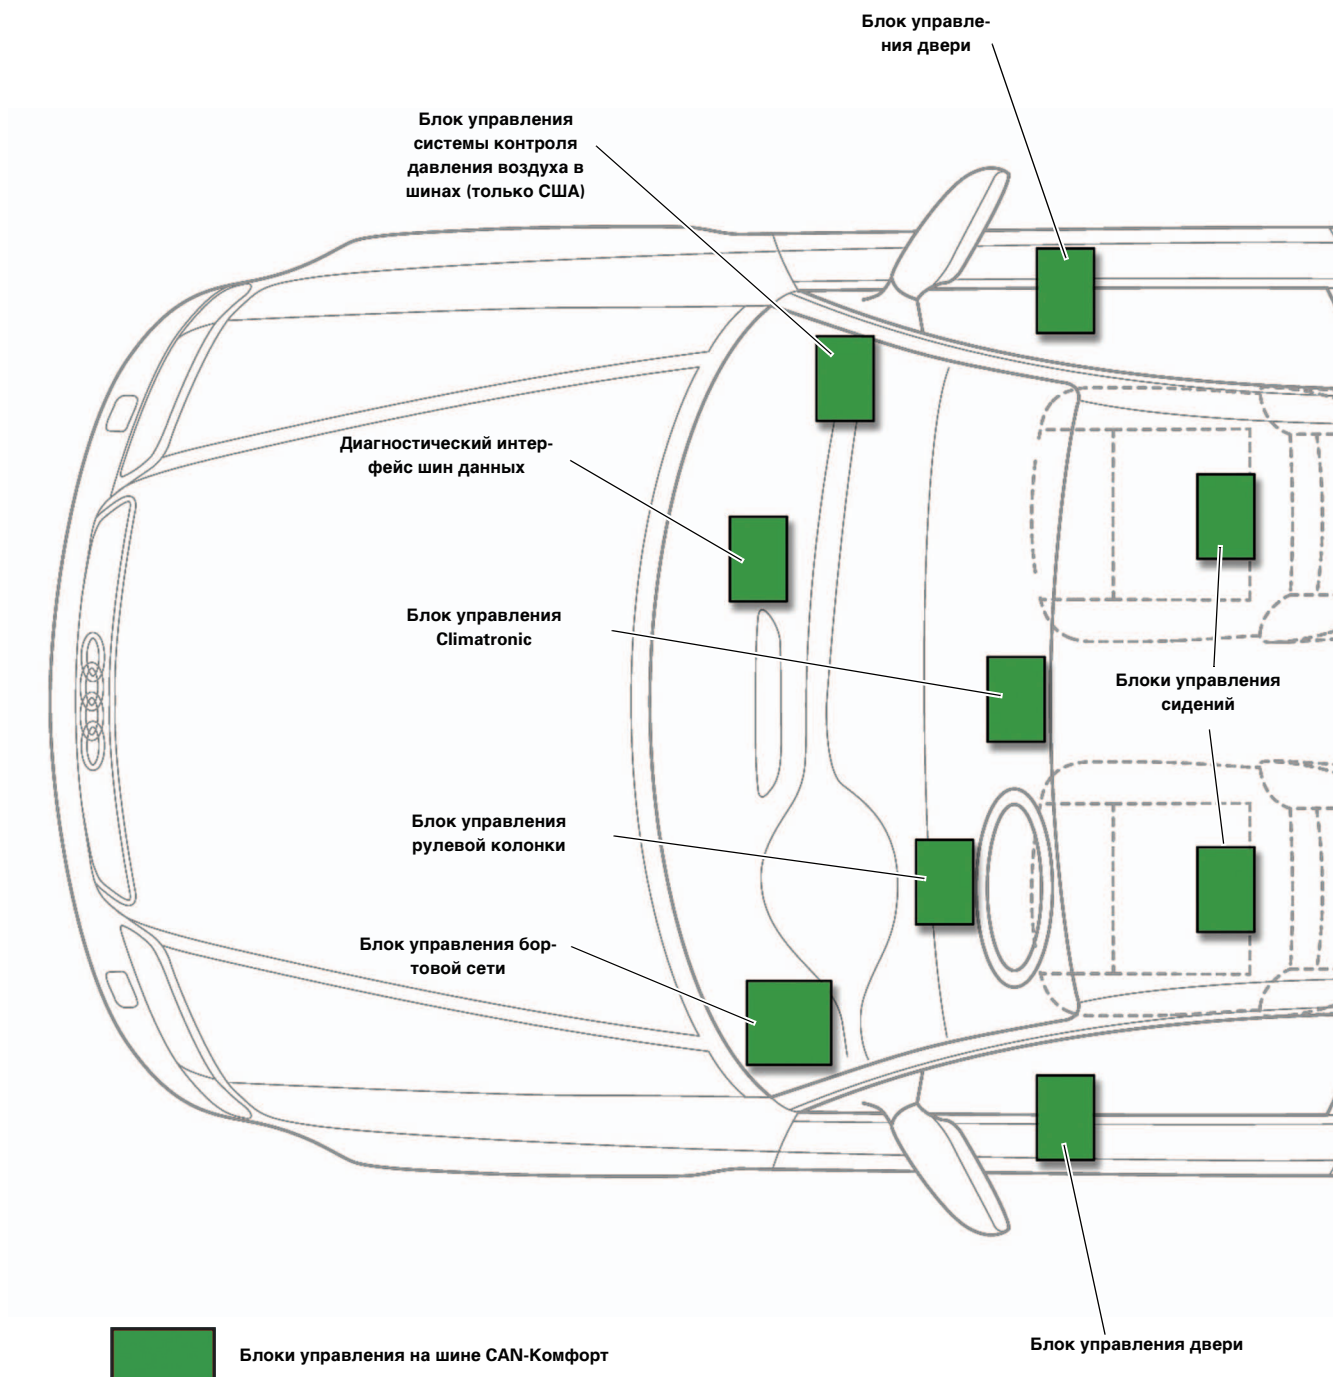 Блок управле-
ния двери
Блок управления
системы контроля
давления воздуха в
шинах (только США)
Диагностический интер-
фейс шин данных
Блок управления
Climatronic
Блоки управления
сидений
Блок управления
рулевой колонки
Блок управления бор-
товой сети
Блок управления двери
Блоки управления на шине CAN-Комфорт